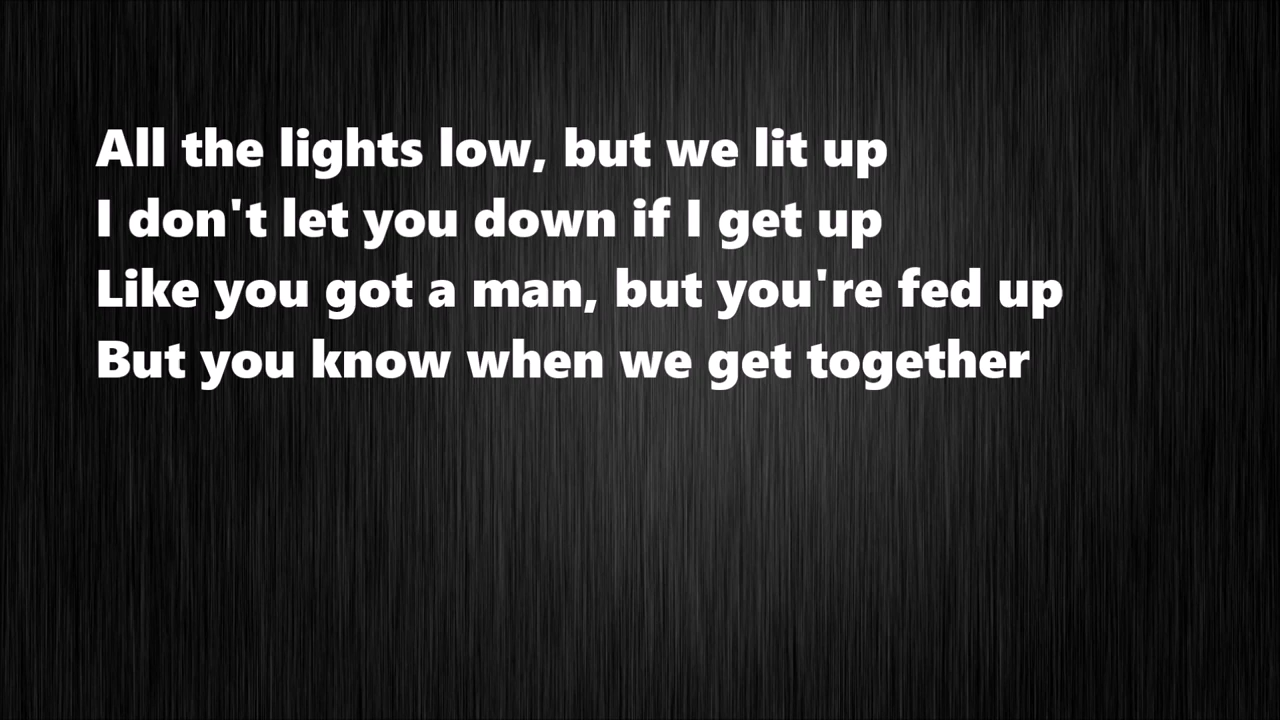 All the lights low, but we lit up
I don't let you down if I get up
Like you got a man, but you're fed up
But you know when we get together